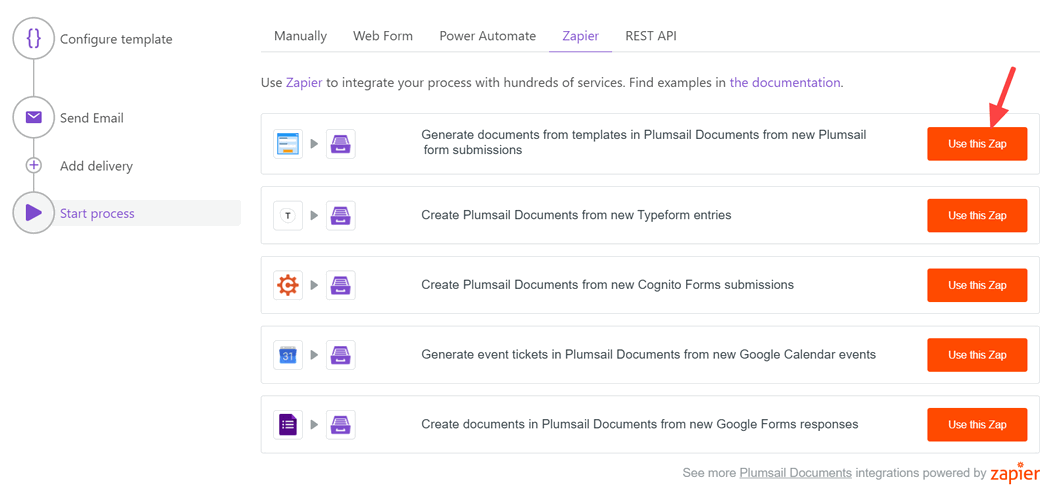 {}
Configure template
Send Email
Add delivery
Start process
Manually Web Form Power Automate Zapier REST API
Use Zapier to integrate your process with hundreds of services. Find examples in the documentation.
Generate documents from templates in Plumsail Documents from new Plumsail
form submissions
Use this Zap
T
Create Plumsail Documents from new Typeform entries
Use this Zap
Create Plumsail Documents from new Cognito Forms submissions
Use this Zap
31
Generate event tickets in Plumsail Documents from new Google Calendar events
Use this Zap
Create documents in Plumsail Documents from new Google Forms responses
Use this Zap
See more Plumsail Documents integrations powered by zapier